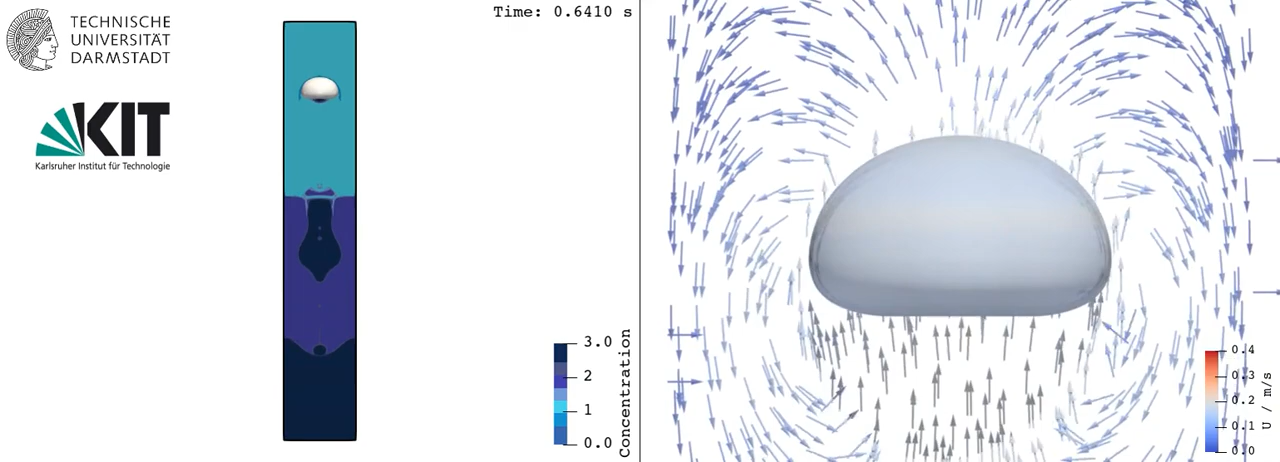 TECHNISCHE
UNIVERSITÄT
DARMSTADT
KIT
Karlsruher Institut für Technologie
Time: 0.6410 s
3.0
2
1
0.0
Concentration
0.4
0.3
0.2
0.1
0.0
U / m/s